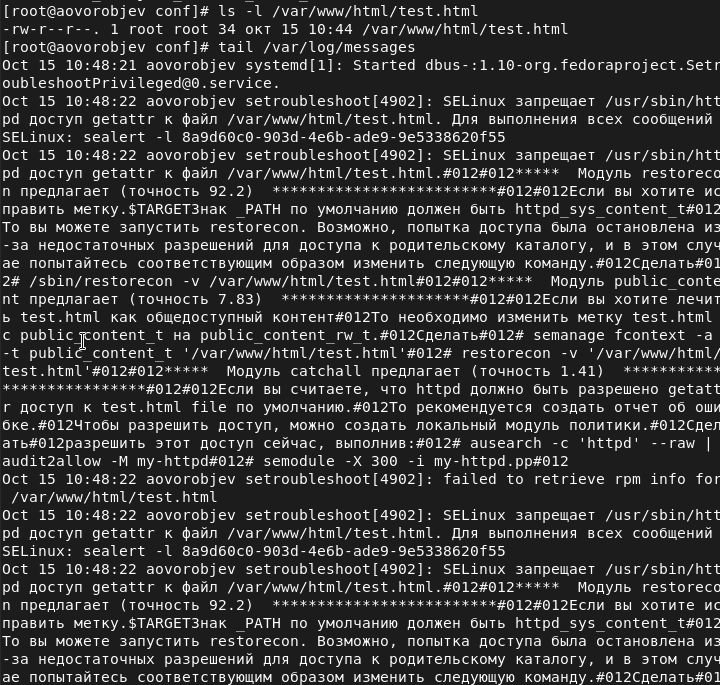 [root@aovorobjev conf]# ls -l /var/www/html/test.html
-rw-r--r--. 1 root root 34 окт 15 10:44 /var/www/html/test.html
[root@aovorobjev conf]# tail /var/log/messages
Oct 15 10:48:21 aovorobjev systemd[1]: Started dbus-:1.10-org.fedoraproject.Setr
oubleshootPrivileged@0.service.
Oct 15 10:48:22 aovorobjev setroubleshoot[4902]: SELinux запрещает /usr/sbin/htt
pd доступ getattr к файл /var/www/html/test.html. Для выполнения всех сообщений
SELinux: sealert -l 8a9d60c0-903d-4e6b-ade9-9e5338620f55
Oct 15 10:48:22 aovorobjev setroubleshoot[4902]: SELinux запрещает /usr/sbin/htt
pd доступ getattr к файл /var/www/html/test.html.#012#012*****  Модуль restoreco
n предлагает (точность 92.2)  *************************#012#012Если вы хотите ис
править метку.$TARGETЗнак _PATH по умолчанию должен быть httpd_sys_content_t#012
То вы можете запустить restorecon. Возможно, попытка доступа была остановлена из
-за недостаточных разрешений для доступа к родительскому каталогу, и в этом случ
ае попытайтесь соответствующим образом изменить следующую команду.#012Сделать#01
2# /sbin/restorecon -v /var/www/html/test.html#012#012*****  Модуль public_conte
nt предлагает (точность 7.83)  *********************#012#012Если вы хотите лечит
ь test.html как общедоступный контент#012То необходимо изменить метку test.html
с public_content_t на public_content_rw_t.#012Сделать#012# semanage fcontext -a
-t public_content_t '/var/www/html/test.html'#012# restorecon -v '/var/www/html/
test.html'#012#012*****  Модуль catchall предлагает (точность 1.41)  ***********
****************#012#012Если вы считаете, что httpd должно быть разрешено getatt
r доступ к test.html file по умолчанию.#012То рекомендуется создать отчет об оши
бке.#012Чтобы разрешить доступ, можно создать локальный модуль политики.#012Сдел
ать#012разрешить этот доступ сейчас, выполнив:#012# ausearch -c 'httpd' --raw |
audit2allow -M my-httpd#012# semodule -X 300 -i my-httpd.pp#012
Oct 15 10:48:22 aovorobjev setroubleshoot[4902]: failed to retrieve rpm info for
/var/www/html/test.html
Oct 15 10:48:22 aovorobjev setroubleshoot[4902]: SELinux запрещает /usr/sbin/htt
pd доступ getattr к файл /var/www/html/test.html. Для выполнения всех сообщений
SELinux: sealert -l 8a9d60c0-903d-4e6b-ade9-9e5338620f55
Oct 15 10:48:22 aovorobjev setroubleshoot[4902]: SELinux запрещает /usr/sbin/htt
pd доступ getattr к файл /var/www/html/test.html.#012#012*****  Модуль restoreco
n предлагает (точность 92.2)  *************************#012#012Если вы хотите ис
править метку.$TARGETЗнак _PATH по умолчанию должен быть httpd_sys_content_t#012
То вы можете запустить restorecon. Возможно, попытка доступа была остановлена из
-за недостаточных разрешений для доступа к родительскому каталогу, и в этом случ
ае попытайтесь соответствующим образом изменить следующую команду.#012Сделать#01